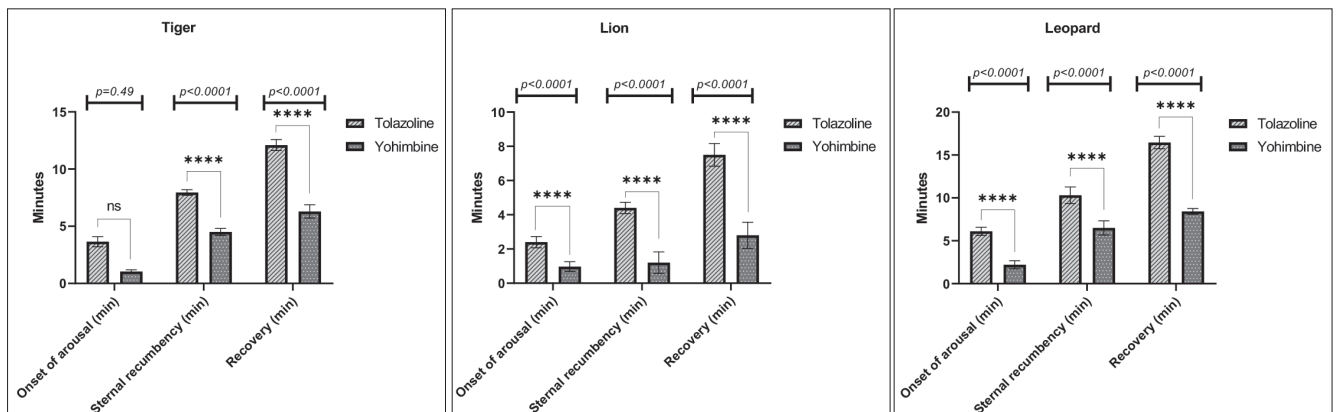 Tiger
p=0.49 p<0.0001 p<0.0001
15
10
5
0
Minutes
ns
****
****
Tolazoline
Yohimbine
Onset of arousal (min)
Sternal recumbency (min)
Recovery (min)
Lion
p<0.0001 p<0.0001 p<0.0001
10
8
6
4
2
0
Minutes
****
****
****
Tolazoline
Yohimbine
Onset of arousal (min)
Sternal recumbency (min)
Recovery (min)
Leopard
p<0.0001 p<0.0001 p<0.0001
20
15
10
5
0
Minutes
****
****
****
Tolazoline
Yohimbine
Onset of arousal (min)
Sternal recumbency (min)
Recovery (min)